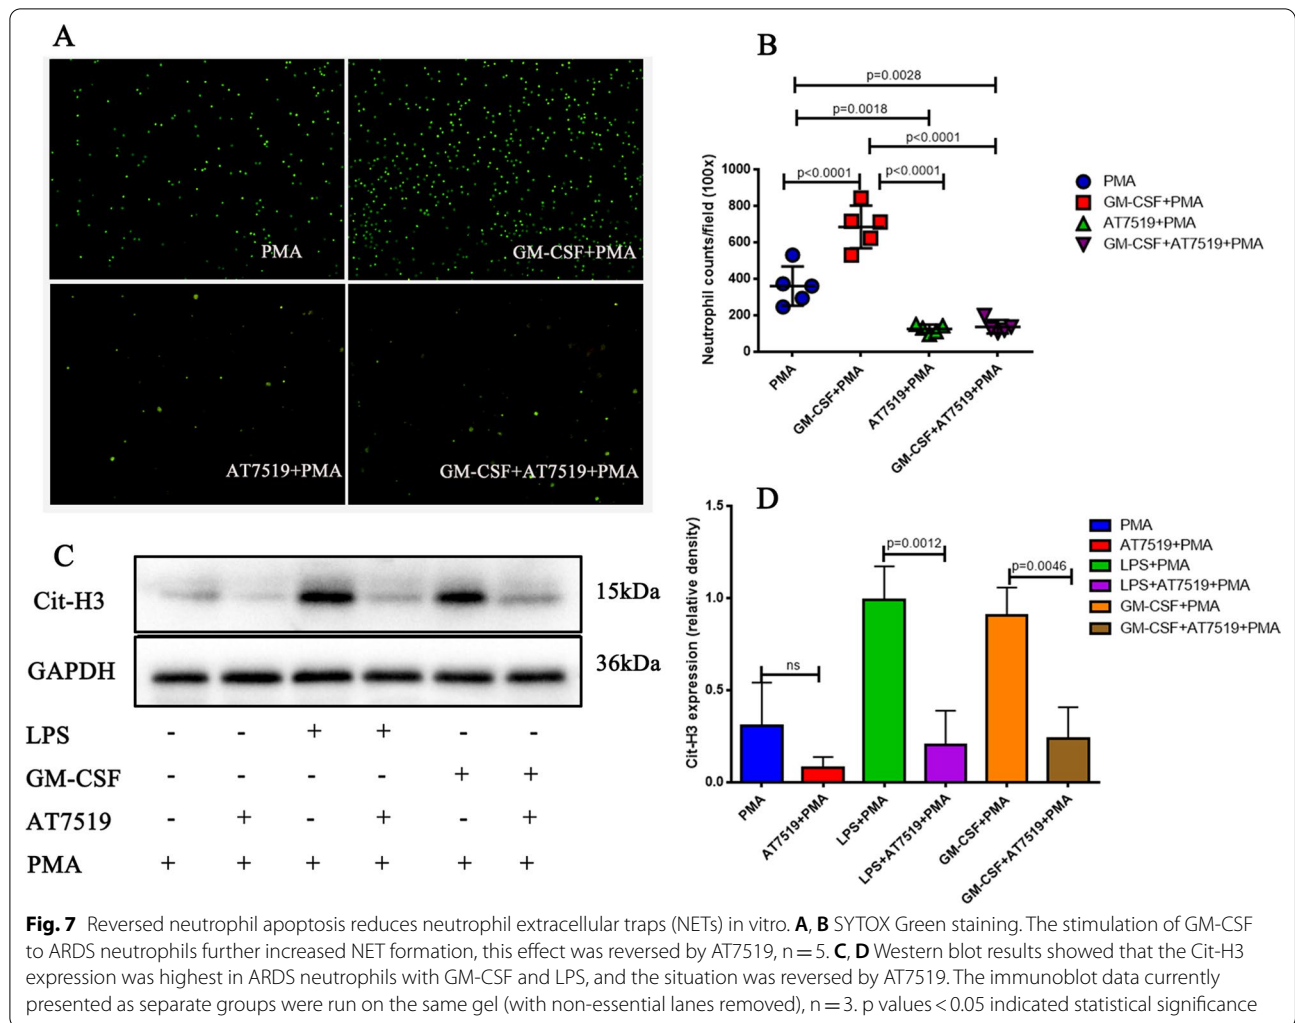 A
PMA
GM-CSF+PMA
AT7519+PMA
GM-CSF+AT7519+PMA
B
p=0.0028
p=0.0018
p<0.0001
p<0.0001
p<0.0001
Neutrophil counts/field (100x)
1000
800
600
400
200
0
PMA
GM-CSF+PMA
AT7519+PMA
GM-CSF+AT7519+PMA
PMA
GM-CSF+PMA
AT7519+PMA
GM-CSF+AT7519+PMA
C
Cit-H3
15kDa
GAPDH
36kDa
LPS - - + + - -
GM-CSF - - - - + +
AT7519 - + - + - +
PMA + + + + + +
D
Cit-H3 expression (relative density)
1.5
1.0
0.5
0.0
ns
p=0.0012
p=0.0046
PMA
AT7519+PMA
LPS+PMA
LPS+AT7519+PMA
GM-CSF+PMA
GM-CSF+AT7519+PMA
PMA
AT7519+PMA
LPS+PMA
LPS+AT7519+PMA
GM-CSF+PMA
GM-CSF+AT7519+PMA
Fig. 7 Reversed neutrophil apoptosis reduces neutrophil extracellular traps (NETs) in vitro. A, B SYTOX Green staining. The stimulation of GM-CSF
to ARDS neutrophils further increased NET formation, this effect was reversed by AT7519, n = 5. C, D Western blot results showed that the Cit-H3
expression was highest in ARDS neutrophils with GM-CSF and LPS, and the situation was reversed by AT7519. The immunoblot data currently
presented as separate groups were run on the same gel (with non-essential lanes removed), n = 3. p values < 0.05 indicated statistical significance